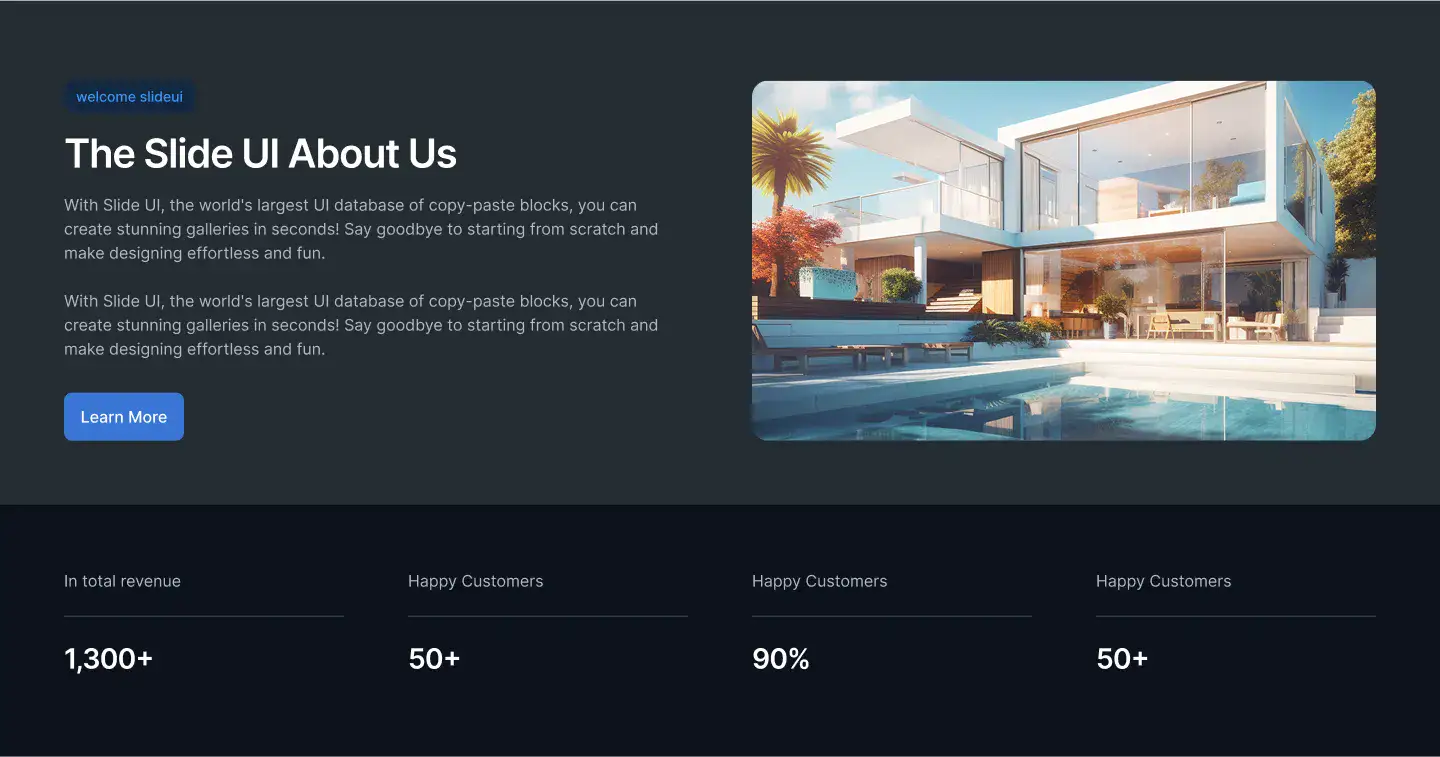 welcome slideui
The Slide UI About Us
With Slide UI, the world's largest UI database of copy-paste blocks, you can
create stunning galleries in seconds! Say goodbye to starting from scratch and
make designing effortless and fun.
With Slide UI, the world's largest UI database of copy-paste blocks, you can
create stunning galleries in seconds! Say goodbye to starting from scratch and
make designing effortless and fun.
Learn More
In total revenue
1,300+
Happy Customers
50+
Happy Customers
90%
Happy Customers
50+